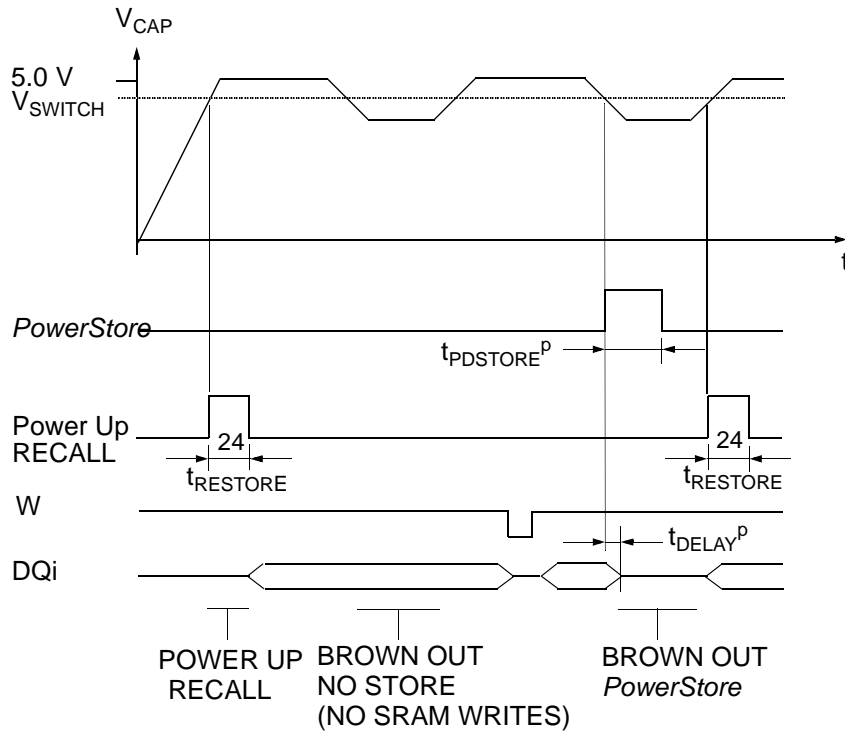 V_CAP
5.0 V
V_SWITCH
t
PowerStore
t_PDSTORE^p
Power Up
RECALL
24
24
t_RESTORE
t_RESTORE
W
t_DELAY^p
DQi
POWER UP
RECALL
BROWN OUT
NO STORE
(NO SRAM WRITES)
BROWN OUT
PowerStore